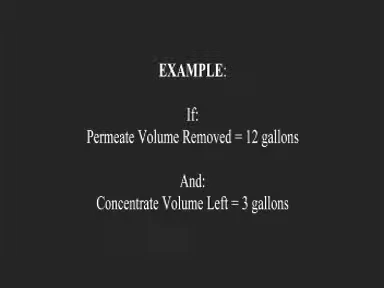 EXAMPLE:
If:
Permeate Volume Removed = 12 gallons
And:
Concentrate Volume Left = 3 gallons